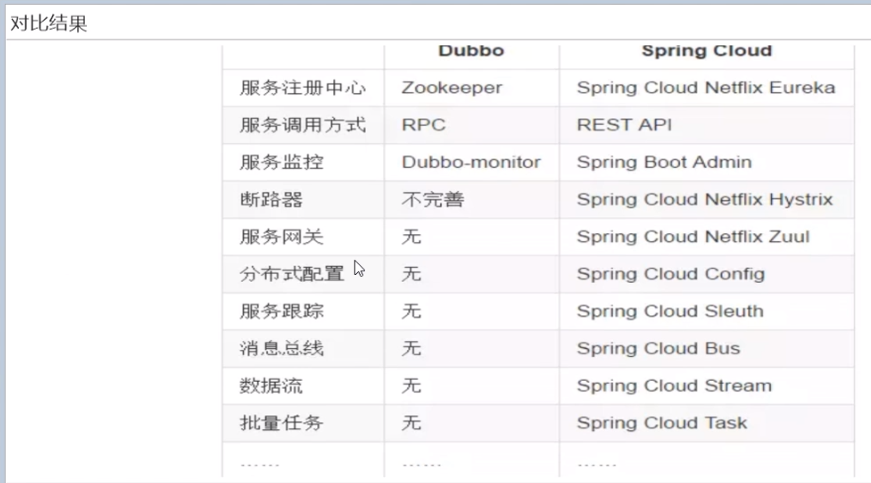 对比结果
Dubbo Spring Cloud
服务注册中心 Zookeeper Spring Cloud Netflix Eureka
服务调用方式 RPC REST API
服务监控 Dubbo-monitor Spring Boot Admin
断路器 不完善 Spring Cloud Netflix Hystrix
服务网关 无 Spring Cloud Netflix Zuul
分布式配置 无 Spring Cloud Config
服务跟踪 无 Spring Cloud Sleuth
消息总线 无 Spring Cloud Bus
数据流 无 Spring Cloud Stream
批量任务 无 Spring Cloud Task
…… …… ……